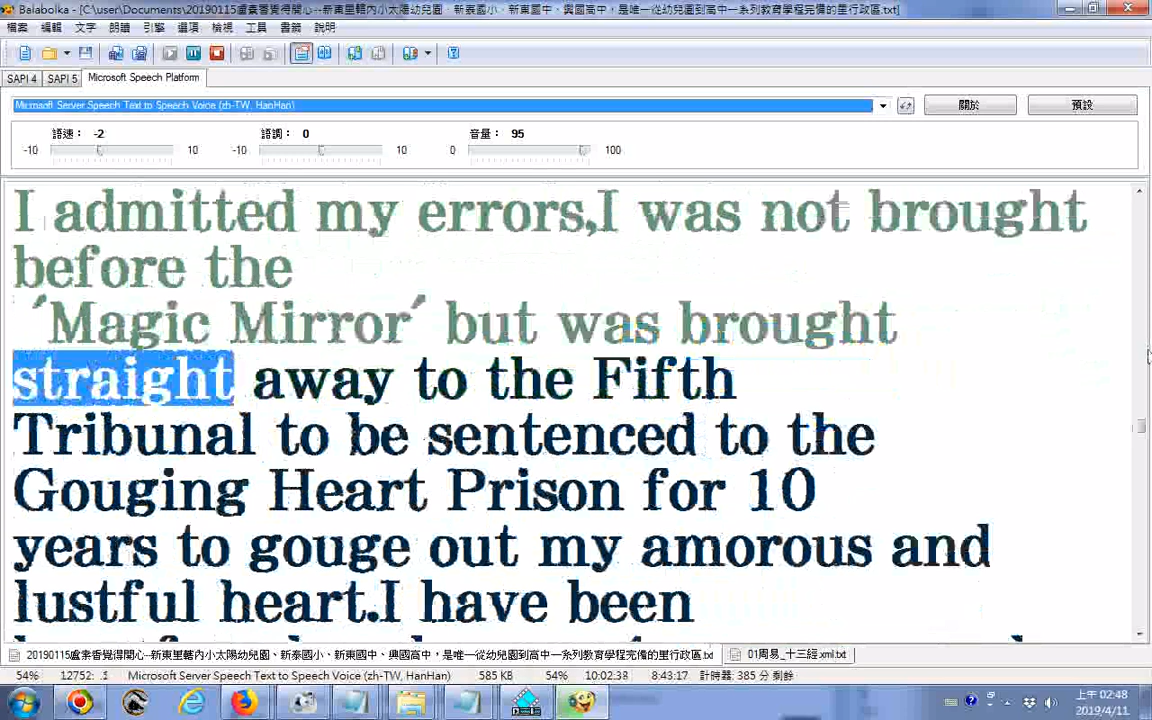 Balabolka - [C:\user\Documents\20190115盧素香覺得開心--新東里轄內小太陽幼兒園、新泰國小、新東國中、興國高中，是唯一從幼兒園到高中一系列教育學程完備的里行政區.txt]
檔案 編輯 文字 朗讀 引擎 選項 檢視 工具 書籤 說明
SAPI 4 SAPI 5 Microsoft Speech Platform
Microsoft Server Speech Text to Speech Voice (zh-TW, HanHan) 關於 預設
語速： -2 語調： 0 音量： 95
-10 10 -10 10 0 100
I admitted my errors,I was not brought
before the
'Magic Mirror' but was brought
straight away to the Fifth
Tribunal to be sentenced to the
Gouging Heart Prison for 10
years to gouge out my amorous and
lustful heart.I have been
20190115盧素香覺得開心--新東里轄內小太陽幼兒園、新泰國小、新東國中、興國高中，是唯一從幼兒園到高中一系列教育學程完備的里行政區.txt 01周易_十三經.xml.txt
54% 12752: Microsoft Server Speech Text to Speech Voice (zh-TW, HanHan) 585 KB 54% 10:02:38 8:43:17 計時器: 385 分 剩餘
上午 02:48
2019/4/11